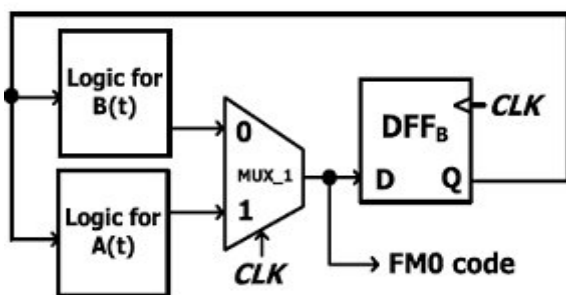 Logic for
B(t)
Logic for
A(t)
0
MUX_1
1
CLK
CLK
DFFB
D Q
FM0 code